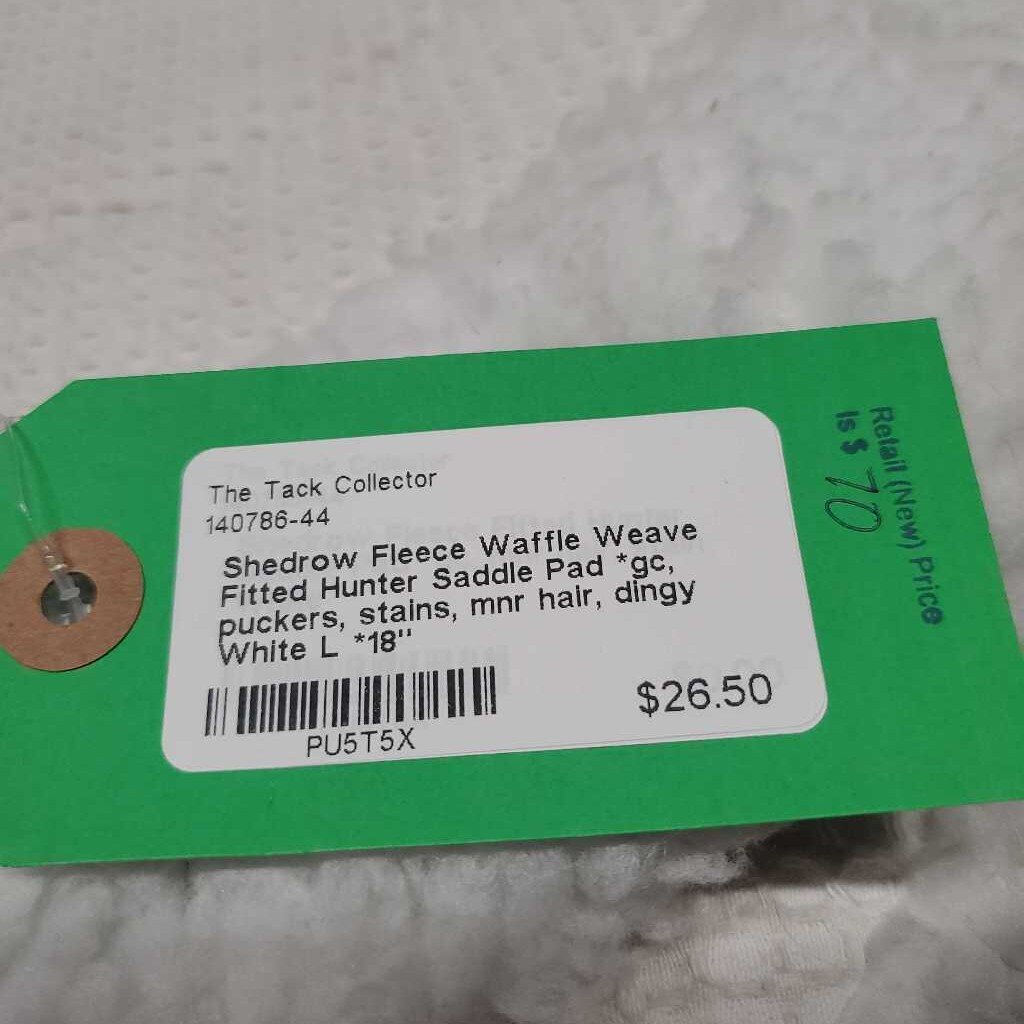 The Tack Collector
140786-44
Shedrow Fleece Waffle Weave
Fitted Hunter Saddle Pad *gc,
puckers, stains, mnr hair, dingy
White L *18"
$26.50
PU5T5X
Retail (New) Price
Is $ 70